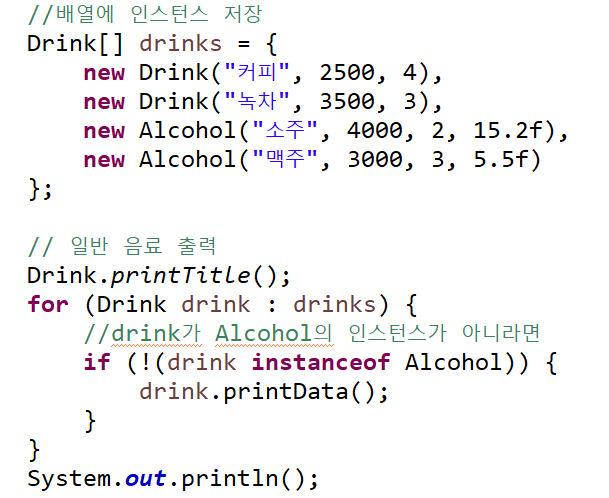 //배열에 인스턴스 저장
Drink[] drinks = {
    new Drink("커피", 2500, 4),
    new Drink("녹차", 3500, 3),
    new Alcohol("소주", 4000, 2, 15.2f),
    new Alcohol("맥주", 3000, 3, 5.5f)
};

// 일반 음료 출력
Drink.printTitle();
for (Drink drink : drinks) {
    //drink가 Alcohol의 인스턴스가 아니라면
    if (!(drink instanceof Alcohol)) {
        drink.printData();
    }
}
System.out.println();